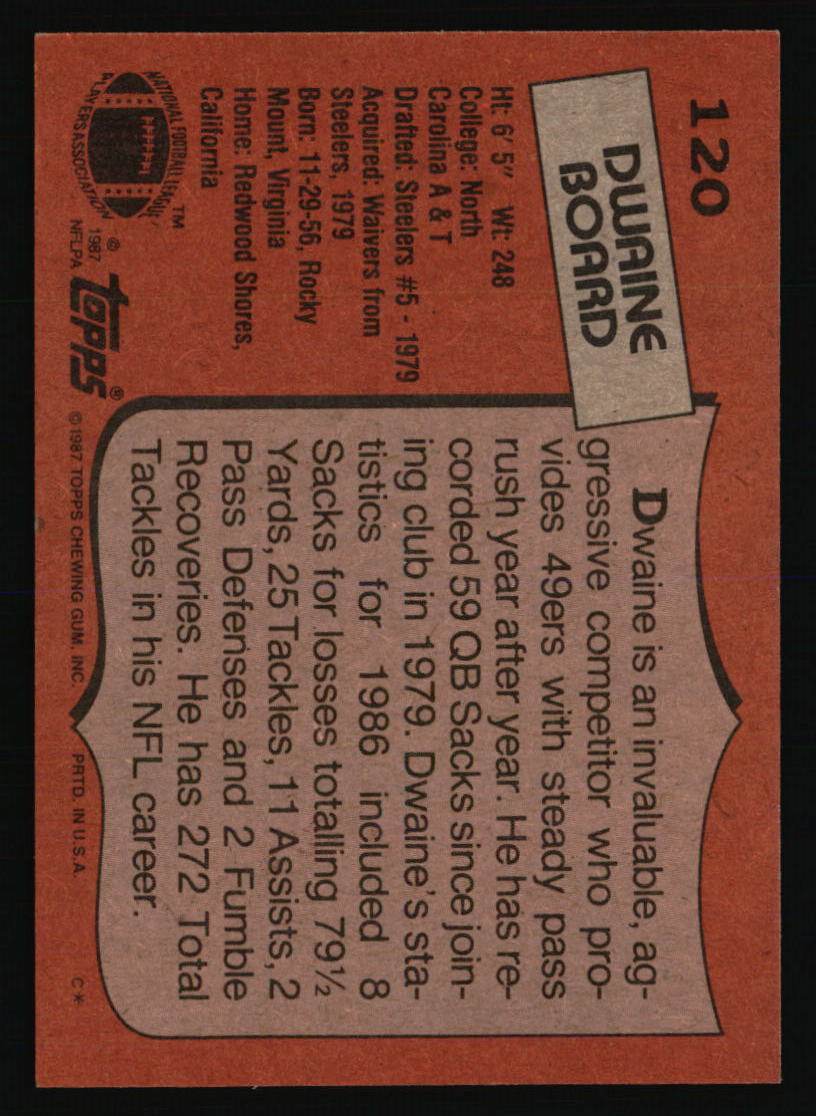 120
DWAINE
BOARD
Ht: 6' 5" Wt: 248
College: North
Carolina A & T
Drafted: Steelers #5 - 1979
Acquired: Waivers from
Steelers, 1979
Born: 11-29-56, Rocky
Mount, Virginia
Home: Redwood Shores,
California
NATIONAL FOOTBALL LEAGUE
PLAYERS ASSOCIATION
™
© 1987
NFLPA
topps®
Dwaine is an invaluable, ag-
gressive competitor who pro-
vides 49ers with steady pass
rush year after year. He has re-
corded 59 QB Sacks since join-
ing club in 1979. Dwaine's sta-
tistics for 1986 included 8
Sacks for losses totalling 79½
Yards, 25 Tackles, 11 Assists, 2
Pass Defenses and 2 Fumble
Recoveries. He has 272 Total
Tackles in his NFL career.
© 1987 TOPPS CHEWING GUM, INC. PRTD. IN U.S.A. C*